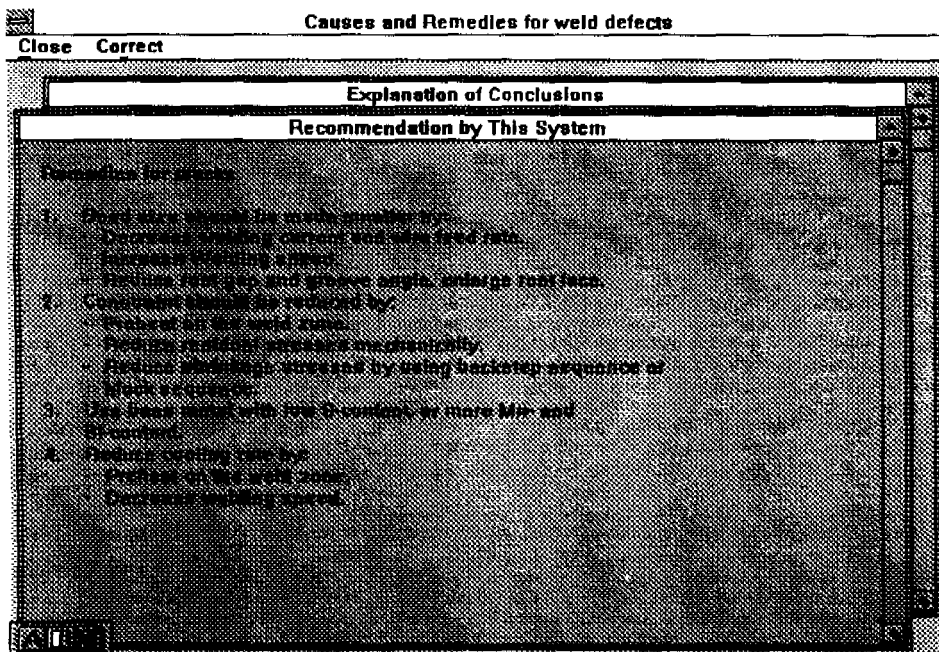 Causes and Remedies for weld defects
Close Correct
Explanation of Conclusions
Recommendation by This System
Remedies for cracks
1. Bead size should be made smaller by:
- Decrease welding current and wire feed rate.
- Increase Welding speed.
- Reduce root gap and groove angle, enlarge root face.
2. Constraint should be reduced by:
- Preheat on the weld zone.
- Reduce residual stresses mechanically.
- Reduce shrinkage stresses by using backstep sequence or
block sequence.
3. Use base metal with low content, or more Mn- and
content.
4. Reduce cooling rate by:
- Preheat on the weld zone.
- Decrease welding speed.